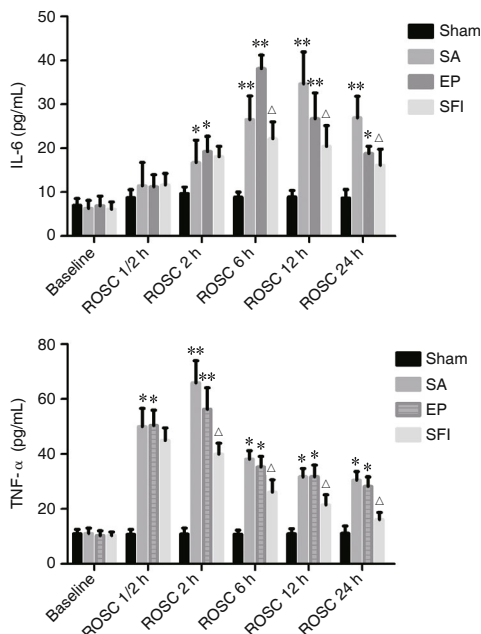 50
40
30
20
10
0
IL-6 (pg/mL)
Sham
SA
EP
SFI
** ** ** ** **
* * △ △ * △
Baseline
ROSC 1/2 h
ROSC 2 h
ROSC 6 h
ROSC 12 h
ROSC 24 h
80
60
40
20
0
TNF-α (pg/mL)
Sham
SA
EP
SFI
** **
* * △ * * △ * * △ * * △
Baseline
ROSC 1/2 h
ROSC 2 h
ROSC 6 h
ROSC 12 h
ROSC 24 h